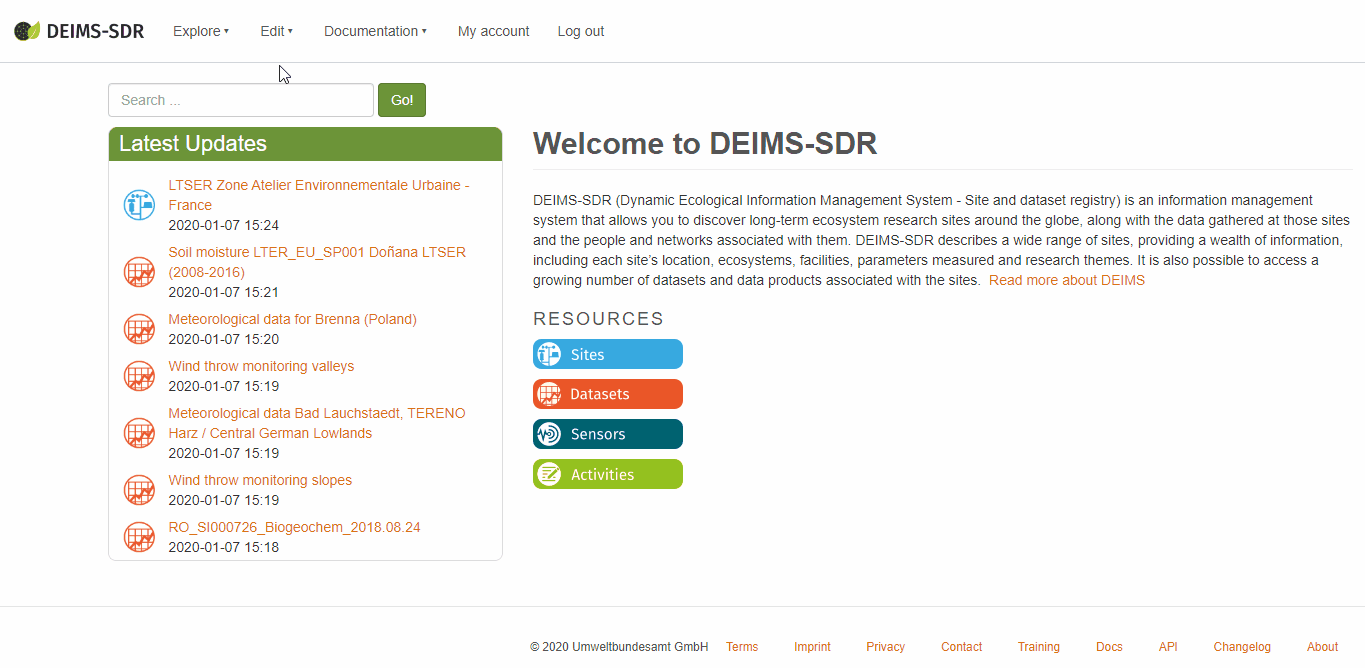 DEIMS-SDR Explore Edit Documentation My account Log out
Search ... Go!
Latest Updates
LTSER Zone Atelier Environnementale Urbaine -
France
2020-01-07 15:24
Soil moisture LTER_EU_SP001 Doñana LTSER
(2008-2016)
2020-01-07 15:21
Meteorological data for Brenna (Poland)
2020-01-07 15:20
Wind throw monitoring valleys
2020-01-07 15:19
Meteorological data Bad Lauchstaedt, TERENO
Harz / Central German Lowlands
2020-01-07 15:19
Wind throw monitoring slopes
2020-01-07 15:19
RO_SI000726_Biogeochem_2018.08.24
2020-01-07 15:18
Welcome to DEIMS-SDR
DEIMS-SDR (Dynamic Ecological Information Management System - Site and dataset registry) is an information management
system that allows you to discover long-term ecosystem research sites around the globe, along with the data gathered at those sites
and the people and networks associated with them. DEIMS-SDR describes a wide range of sites, providing a wealth of information,
including each site’s location, ecosystems, facilities, parameters measured and research themes. It is also possible to access a
growing number of datasets and data products associated with the sites. Read more about DEIMS
RESOURCES
Sites
Datasets
Sensors
Activities
© 2020 Umweltbundesamt GmbH Terms Imprint Privacy Contact Training Docs API Changelog About